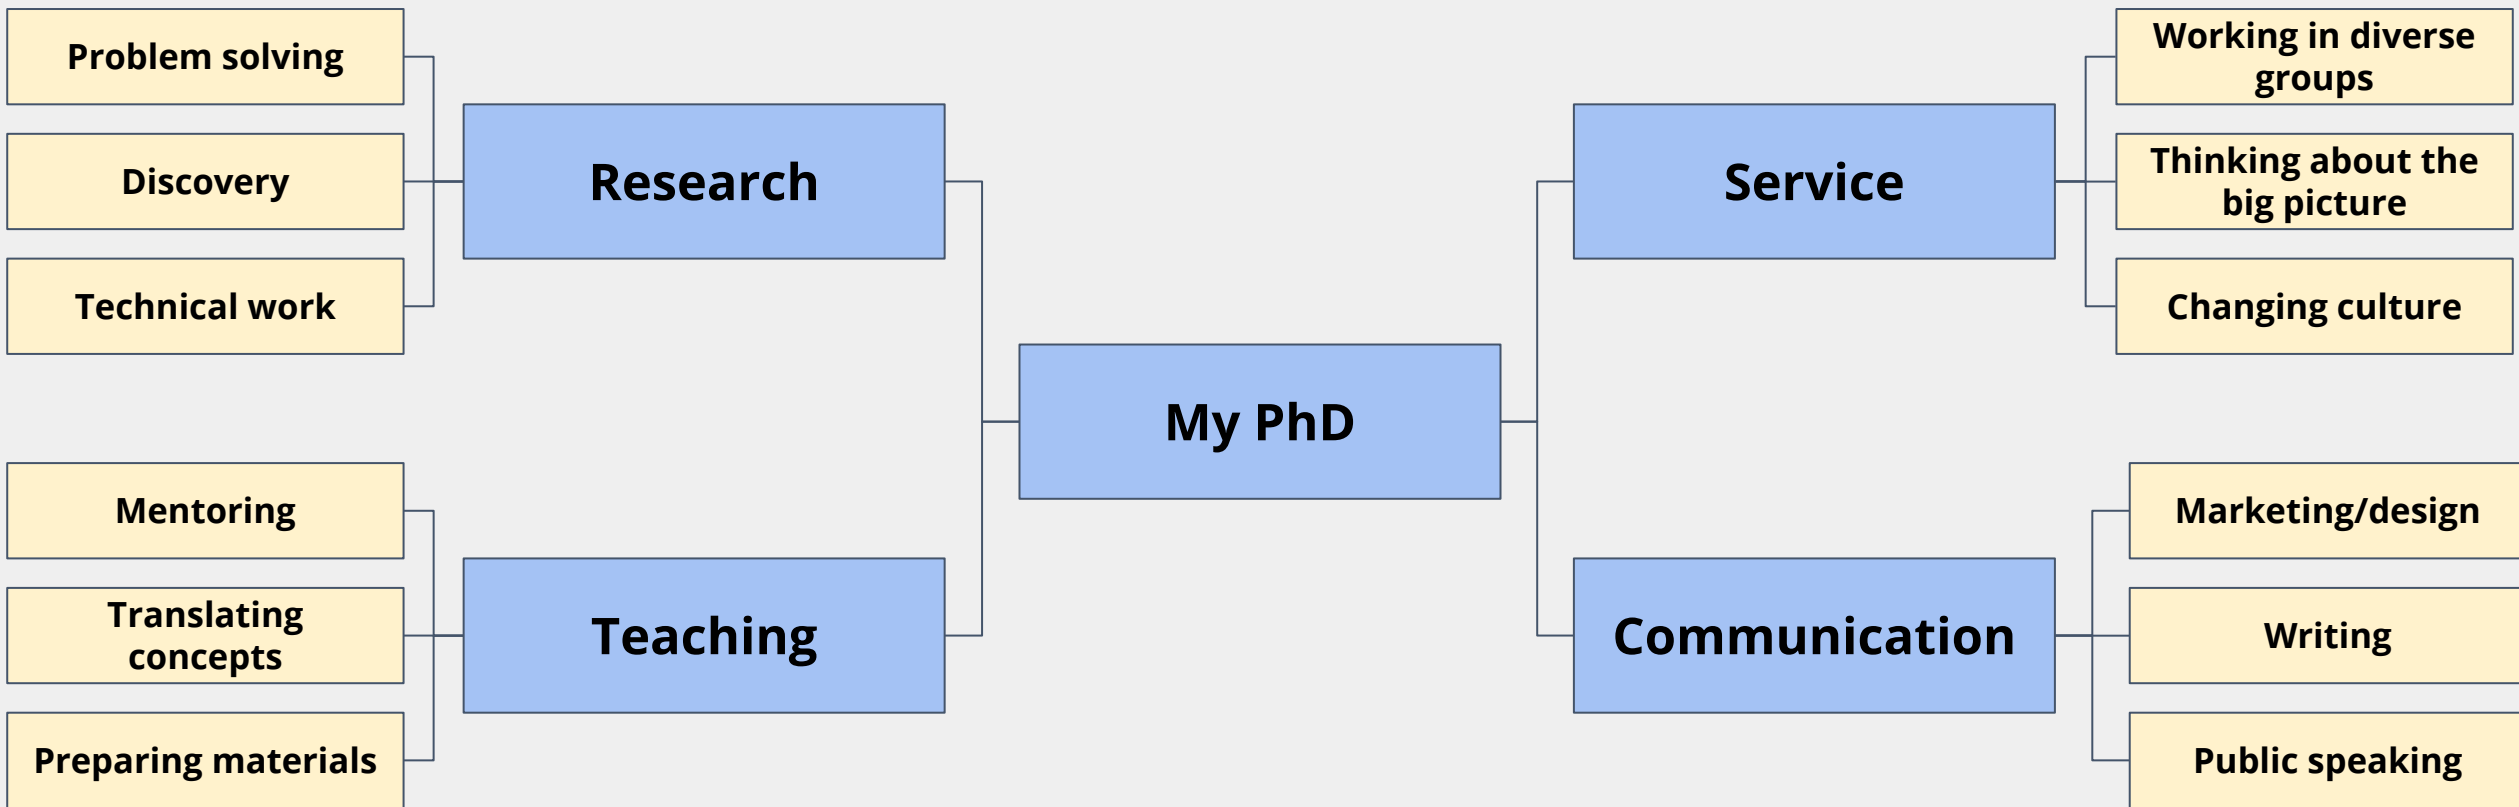 Problem solving
Discovery
Technical work
Research
Mentoring
Translating
concepts
Preparing materials
Teaching
My PhD
Service
Working in diverse
groups
Thinking about the
big picture
Changing culture
Communication
Marketing/design
Writing
Public speaking